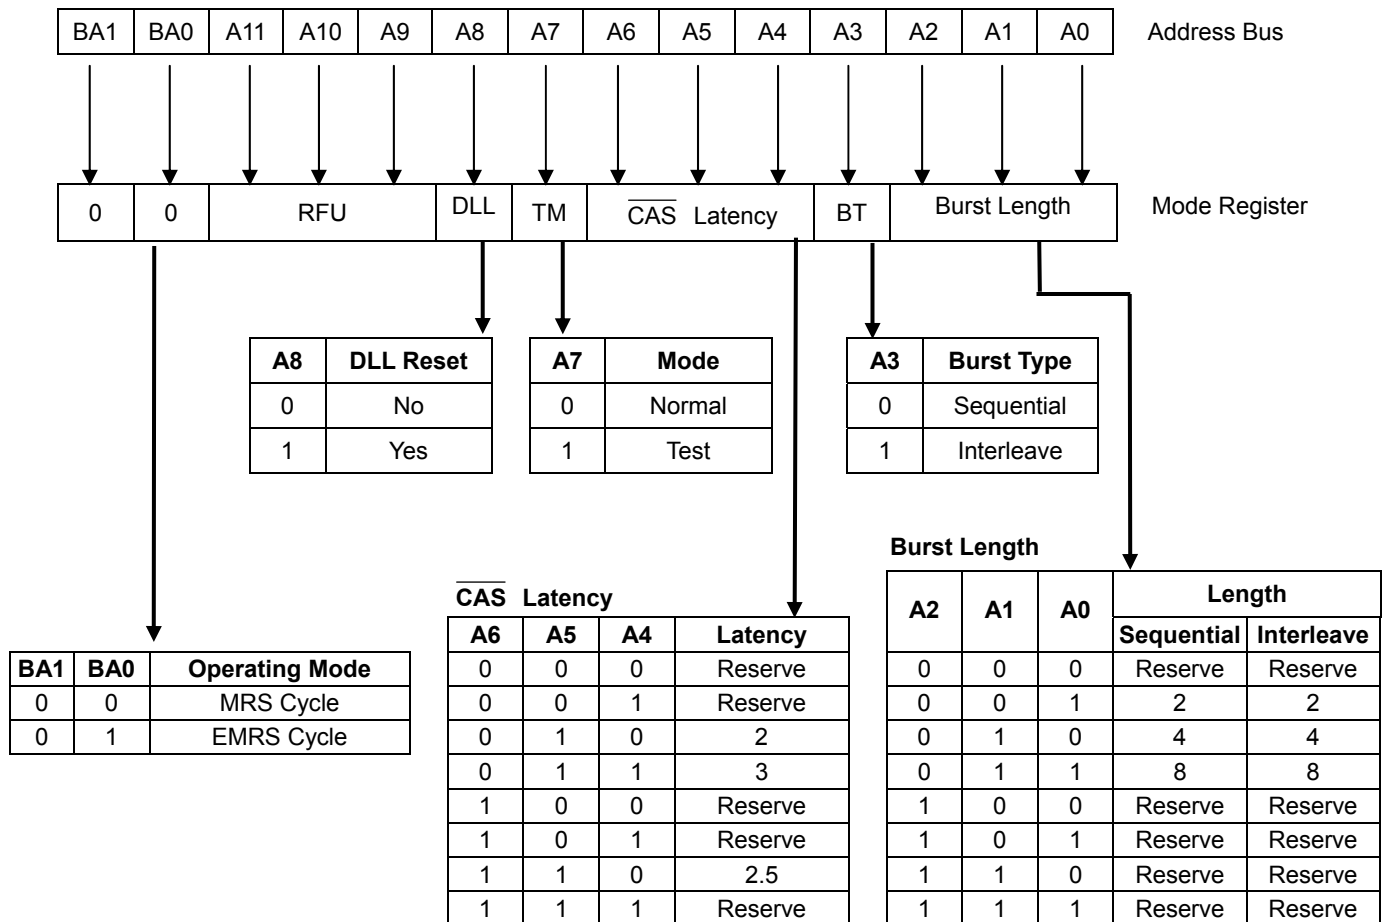 BA1 BA0 A11 A10 A9 A8 A7 A6 A5 A4 A3 A2 A1 A0 Address Bus
0 0 RFU DLL TM CAS Latency BT Burst Length Mode Register
A8 DLL Reset
0 No
1 Yes
A7 Mode
0 Normal
1 Test
A3 Burst Type
0 Sequential
1 Interleave
BA1 BA0 Operating Mode
0 0 MRS Cycle
0 1 EMRS Cycle
CAS Latency
A6 A5 A4 Latency
0 0 0 Reserve
0 0 1 Reserve
0 1 0 2
0 1 1 3
1 0 0 Reserve
1 0 1 Reserve
1 1 0 2.5
1 1 1 Reserve
Burst Length
A2 A1 A0 Length
Sequential Interleave
0 0 0 Reserve Reserve
0 0 1 2 2
0 1 0 4 4
0 1 1 8 8
1 0 0 Reserve Reserve
1 0 1 Reserve Reserve
1 1 0 Reserve Reserve
1 1 1 Reserve Reserve